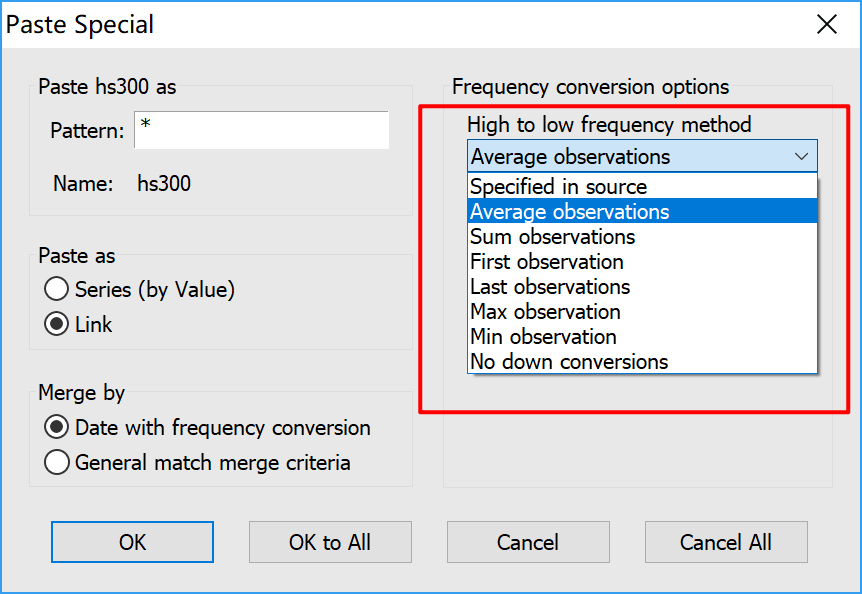 Paste Special
Paste hs300 as
Pattern: *
Name: hs300
Paste as
Series (by Value)
Link
Merge by
Date with frequency conversion
General match merge criteria
Frequency conversion options
High to low frequency method
Average observations
Specified in source
Average observations
Sum observations
First observation
Last observations
Max observation
Min observation
No down conversions
OK
OK to All
Cancel
Cancel All